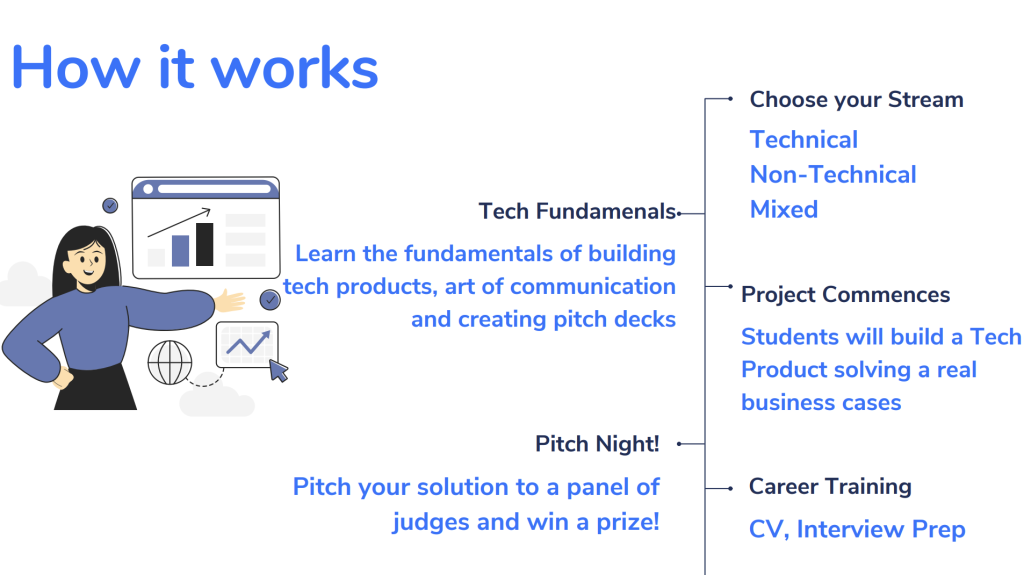 How it works
Choose your Stream
Technical
Non-Technical
Mixed
Tech Fundamenals
Learn the fundamentals of building
tech products, art of communication
and creating pitch decks
Project Commences
Students will build a Tech
Product solving a real
business cases
Pitch Night!
Pitch your solution to a panel of
judges and win a prize!
Career Training
CV, Interview Prep